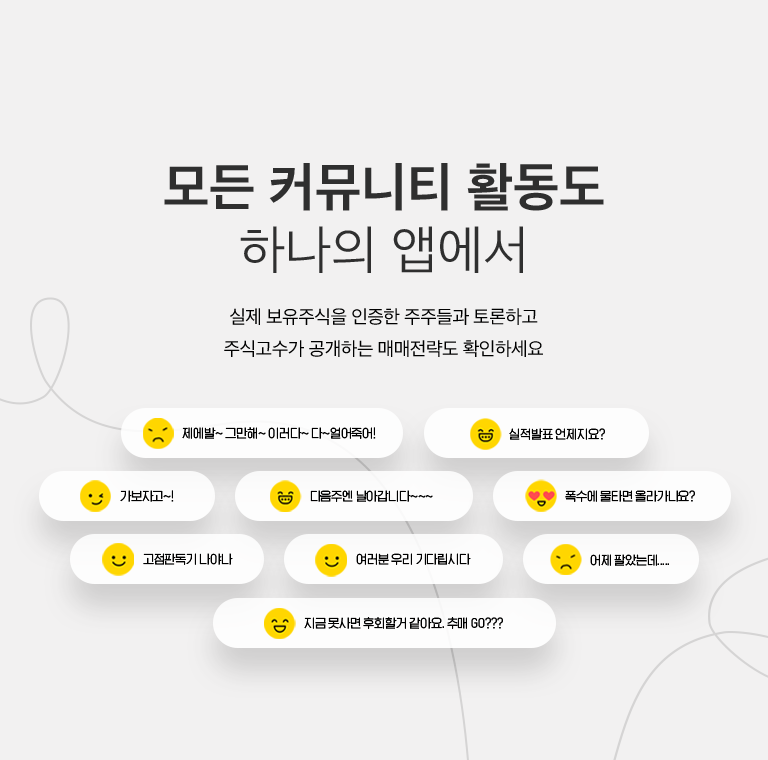 모든 커뮤니티 활동도
하나의 앱에서
실제 보유주식을 인증한 주주들과 토론하고
주식고수가 공개하는 매매전략도 확인하세요
제에발~ 그만해~ 이러다~ 다~얼어죽어!
실적발표 언제지요?
가보자고~!
다음주엔 날아갑니다~~~
폭수에 물타면 올라가나요?
고점판독기 나야나
여러분 우리 기다립시다
어제 팔았는데.....
지금 못사면 후회할거 같아요. 추매 GO???